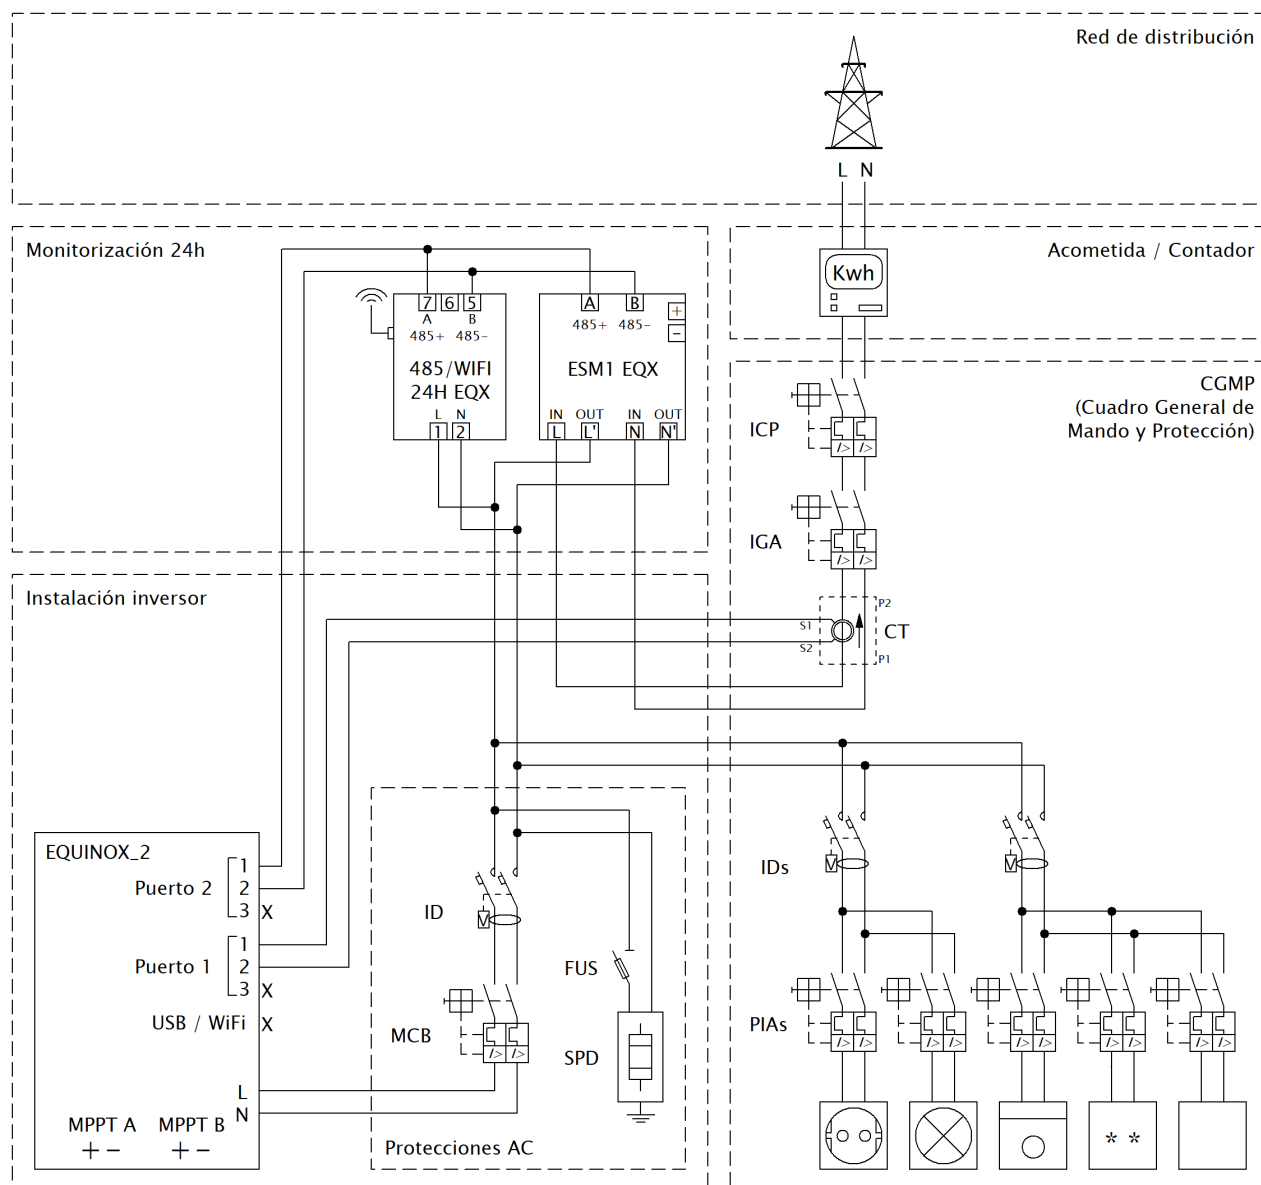 Red de distribución
L N
Monitorización 24h
Acometida / Contador
Kwh
7 6 5
A B
485+ 485-
485/WIFI
24H EQX
L N
1 2
A B
+
485+ 485-
-
ESM1 EQX
IN OUT IN OUT
L L' N N'
CGMP
(Cuadro General de
Mando y Protección)
ICP
I> I>
IGA
I> I>
Instalación inversor
P2
S1
CT
S2
P1
EQUINOX_2
Puerto 2
1
2
3 X
Puerto 1
1
2
3 X
USB / WiFi X
L
N
MPPT A MPPT B
+ - + -
ID
V
FUS
MCB
I> I>
SPD
Protecciones AC
IDs
V V
PIAs
I> I> I> I> I> I> I> I> I> I>
* *